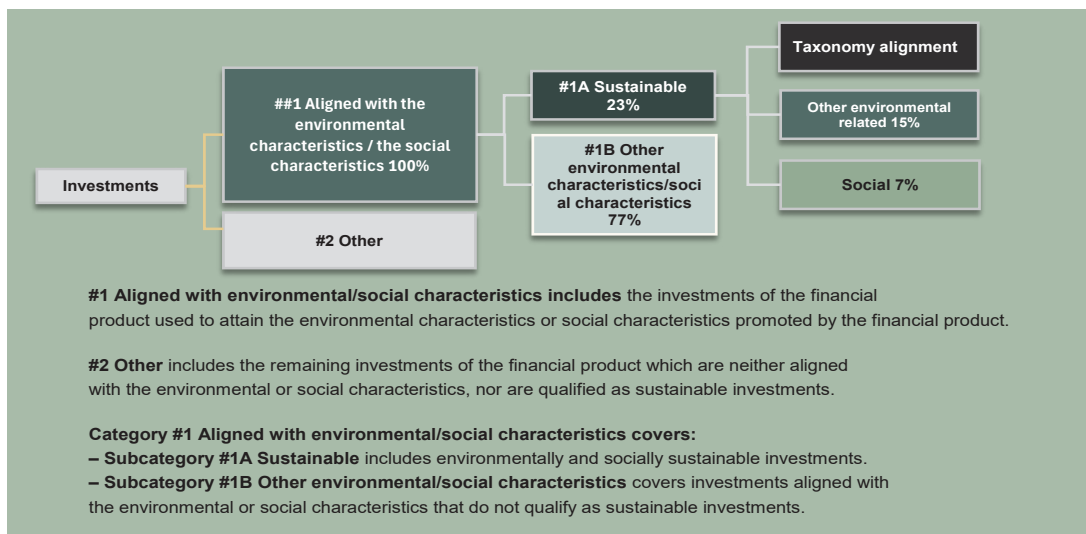 Investments
##1 Aligned with the
environmental
characteristics / the social
characteristics 100%
#2 Other
#1A Sustainable
23%
#1B Other
environmental
characteristics/soci
al characteristics
77%
Taxonomy alignment
Other environmental
related 15%
Social 7%
#1 Aligned with environmental/social characteristics includes the investments of the financial
product used to attain the environmental characteristics or social characteristics promoted by the financial product.
#2 Other includes the remaining investments of the financial product which are neither aligned
with the environmental or social characteristics, nor are qualified as sustainable investments.
Category #1 Aligned with environmental/social characteristics covers:
– Subcategory #1A Sustainable includes environmentally and socially sustainable investments.
– Subcategory #1B Other environmental/social characteristics covers investments aligned with
the environmental or social characteristics that do not qualify as sustainable investments.